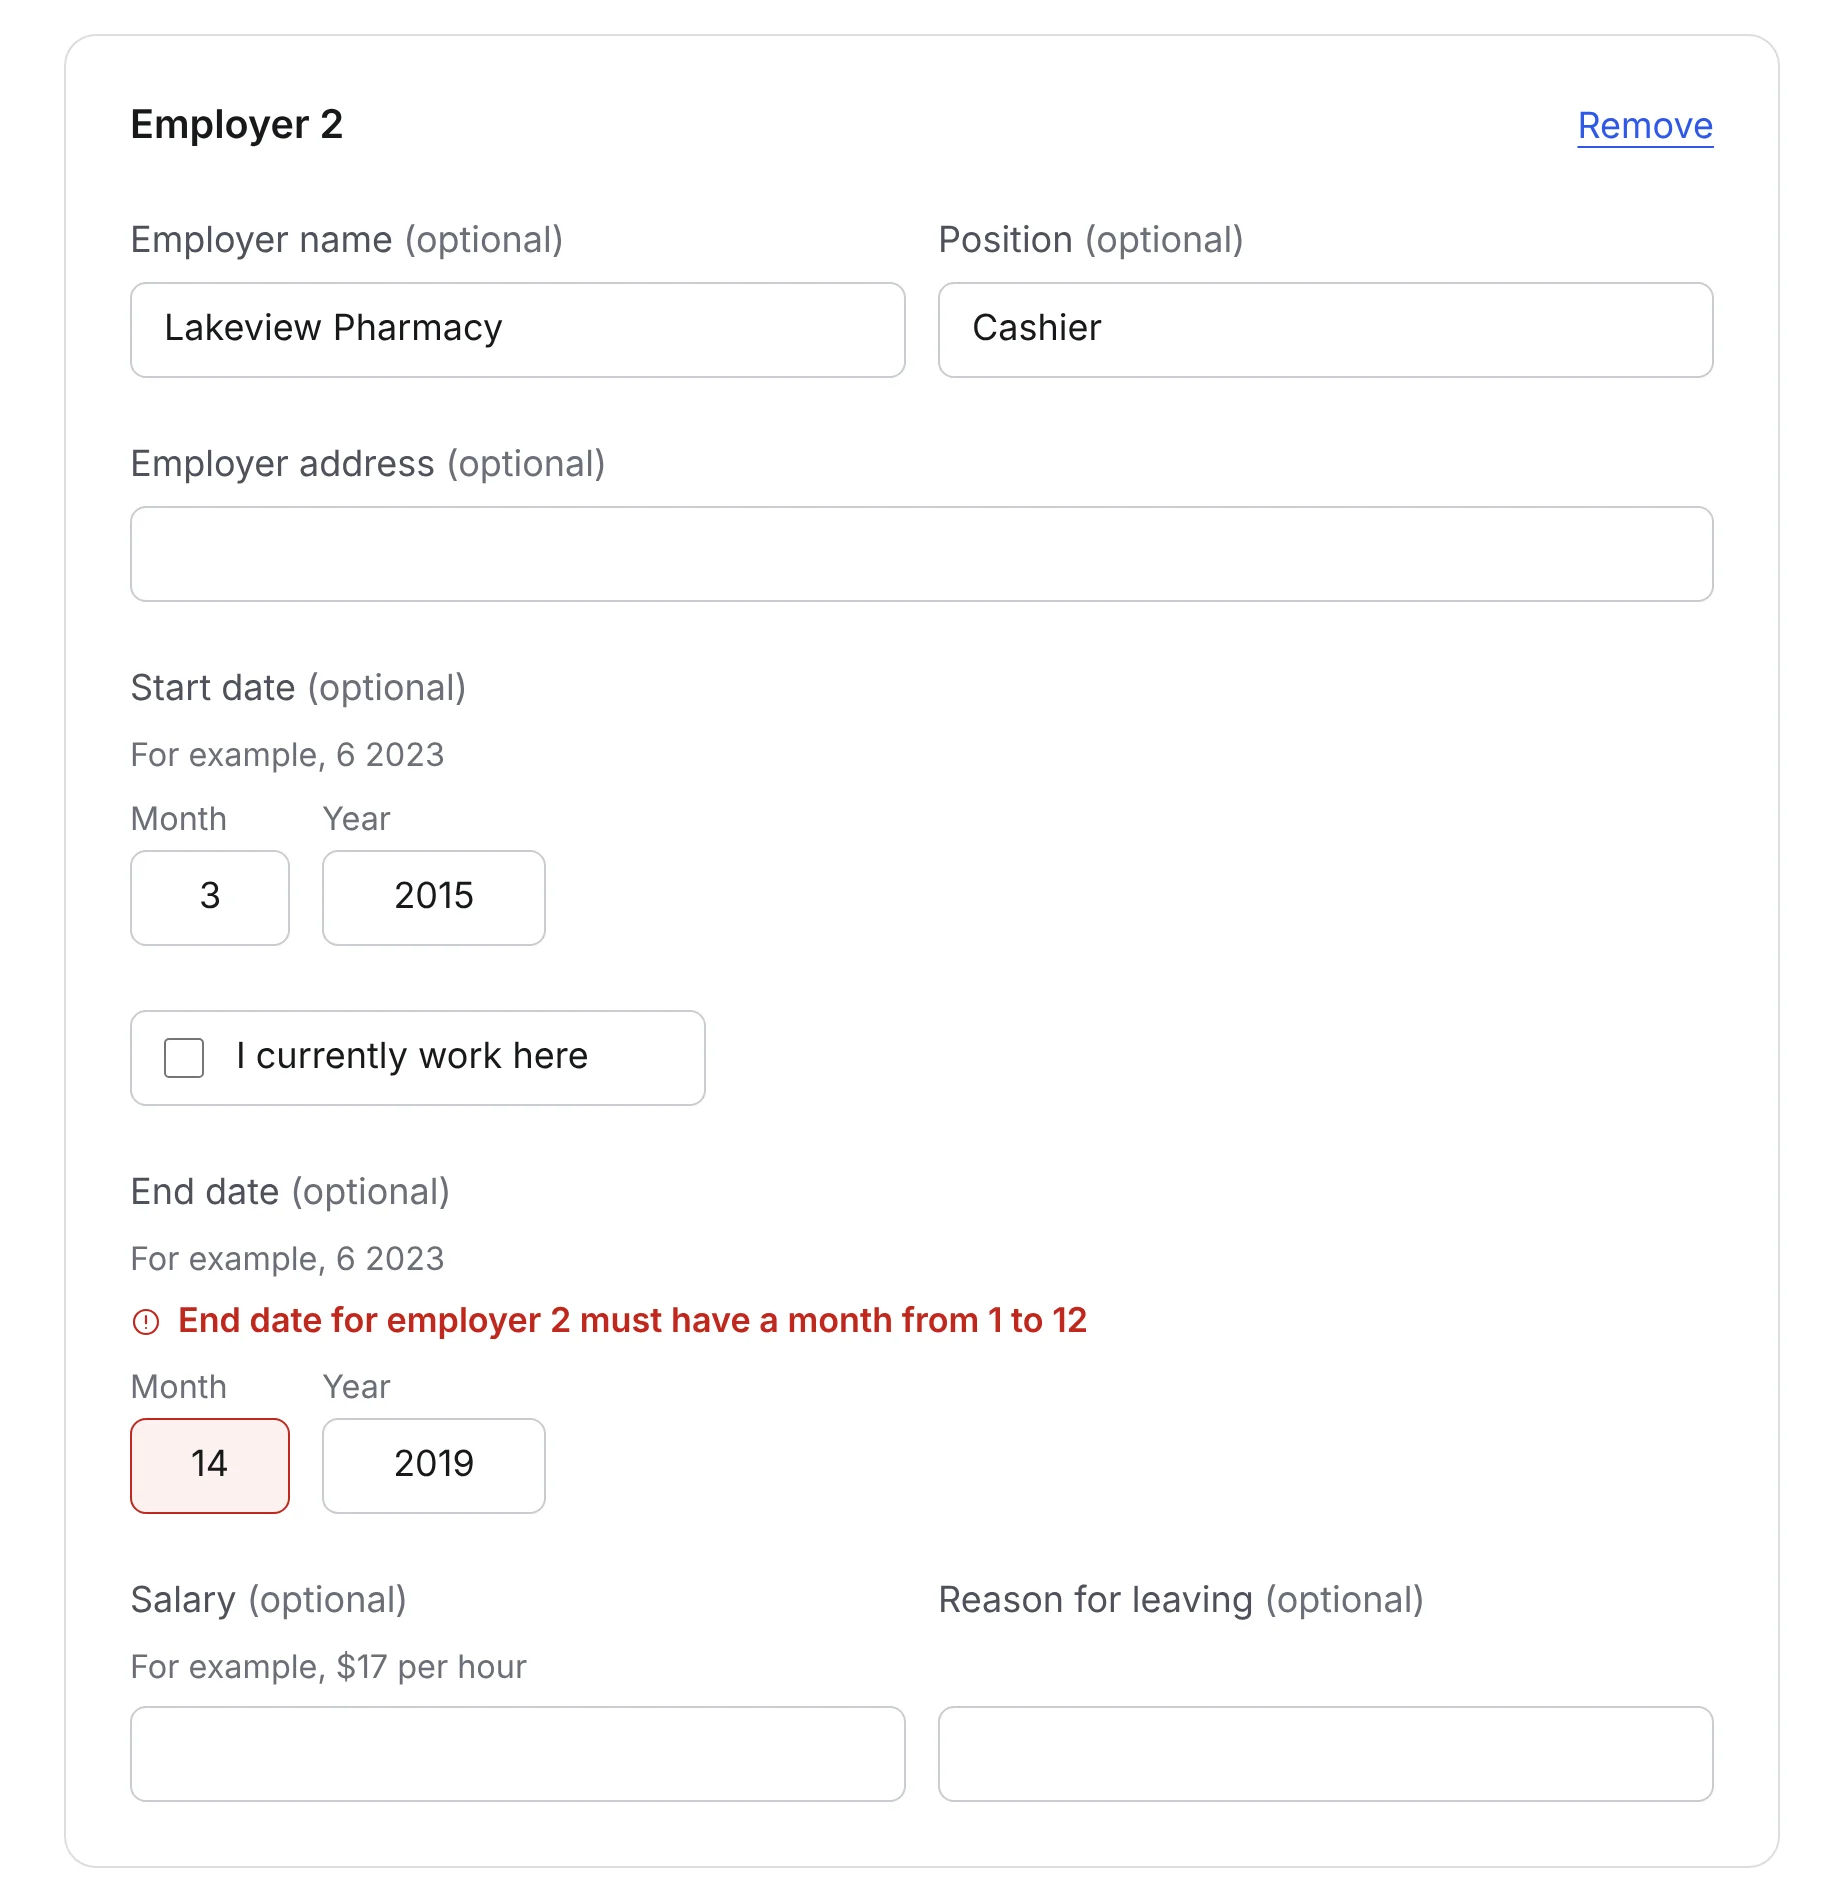 Employer 2
Remove
Employer name (optional)
Position (optional)
Lakeview Pharmacy
Cashier
Employer address (optional)
Start date (optional)
For example, 6 2023
Month
Year
3
2015
I currently work here
End date (optional)
For example, 6 2023
End date for employer 2 must have a month from 1 to 12
Month
Year
14
2019
Salary (optional)
Reason for leaving (optional)
For example, $17 per hour